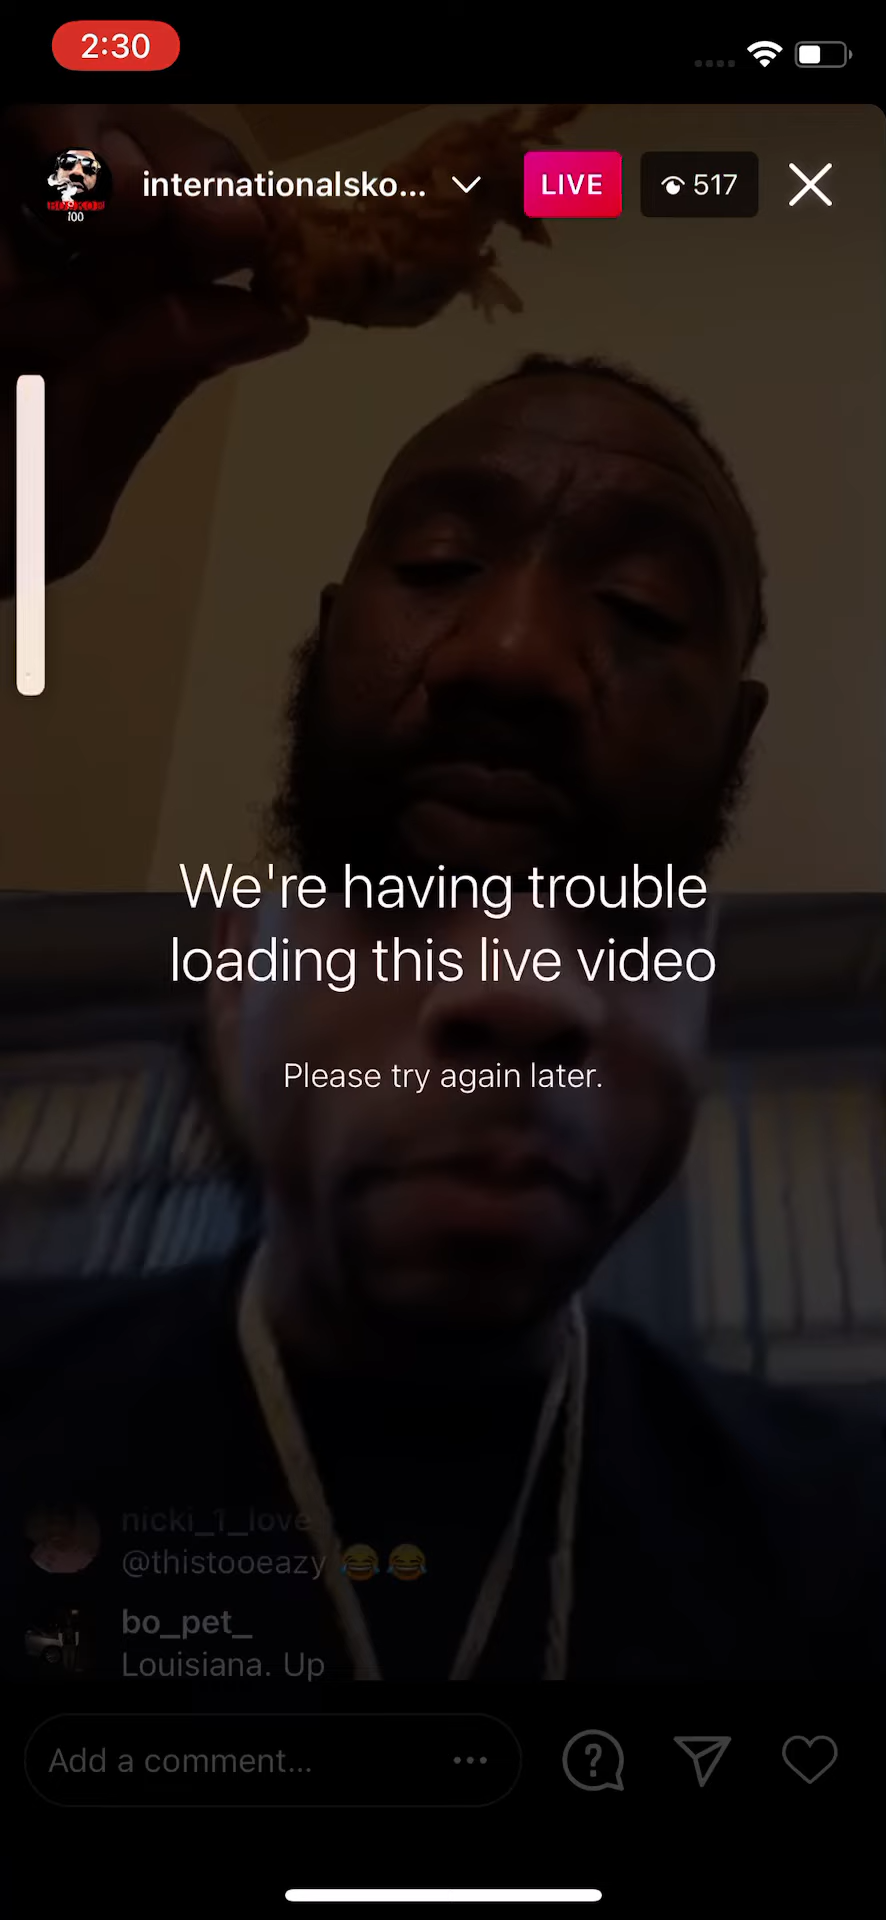 2:30
internationalsko...
LIVE
517
100
We're having trouble
loading this live video
Please try again later.
nicki_1_love
@thistooeazy 😂😂
bo_pet_
Louisiana. Up
Add a comment...